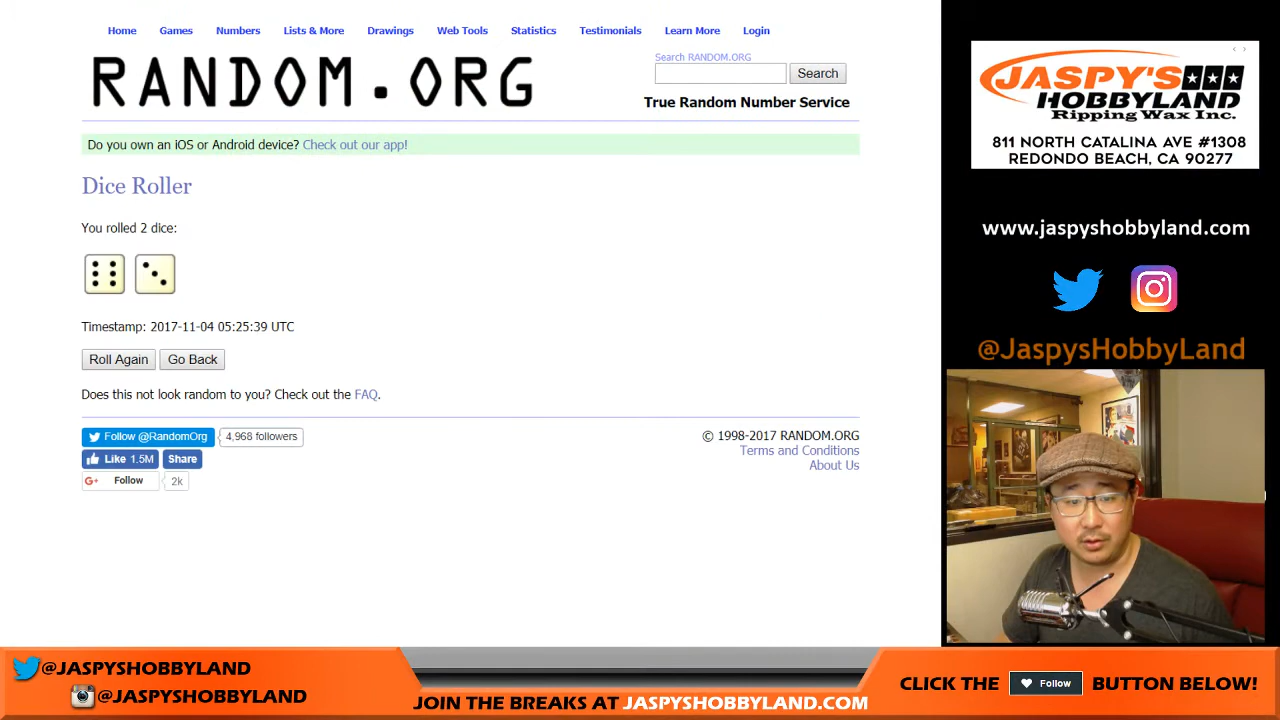 Home Games Numbers Lists & More Drawings Web Tools Statistics Testimonials Learn More Login
RANDOM.ORG
Search RANDOM.ORG
Search
True Random Number Service
Do you own an iOS or Android device? Check out our app!
Dice Roller
You rolled 2 dice:
Timestamp: 2017-11-04 05:25:39 UTC
Roll Again Go Back
Does this not look random to you? Check out the FAQ.
Follow @RandomOrg 4,968 followers
Like 1.5M Share
G+ Follow 2k
© 1998-2017 RANDOM.ORG
Terms and Conditions
About Us
JASPY'S
HOBBYLAND
Ripping Wax Inc.
811 NORTH CATALINA AVE #1308
REDONDO BEACH, CA 90277
www.jaspyshobbyland.com
@JaspysHobbyLand
@JASPYSHOBBYLAND
@JASPYSHOBBYLAND
JOIN THE BREAKS AT JASPYSHOBBYLAND.COM
CLICK THE Follow BUTTON BELOW!